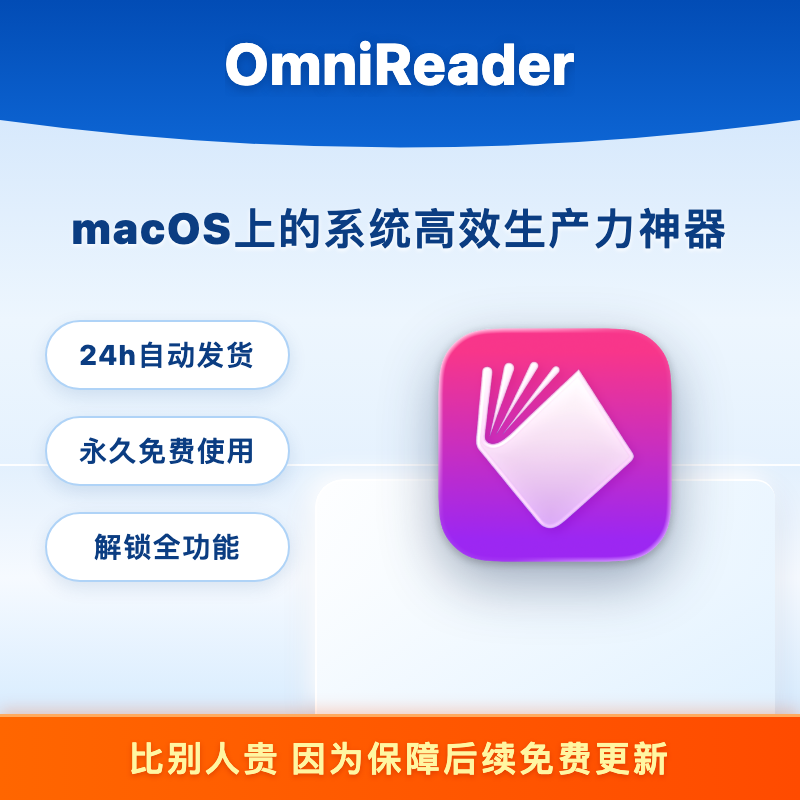 OmniReader
macOS上的系统高效生产力神器
24h自动发货
永久免费使用
解锁全功能
比别人贵 因为保障后续免费更新